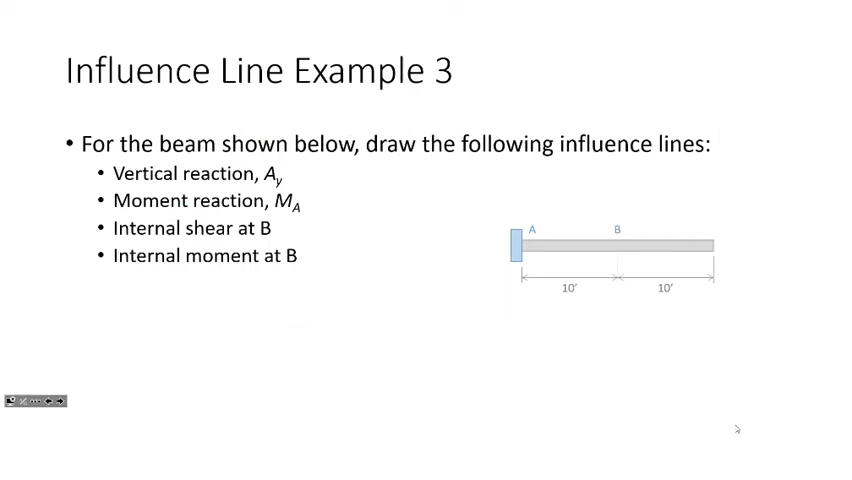 Influence Line Example 3
• For the beam shown below, draw the following influence lines:
• Vertical reaction, Ay
• Moment reaction, MA
• Internal shear at B
• Internal moment at B
A B
10' 10'